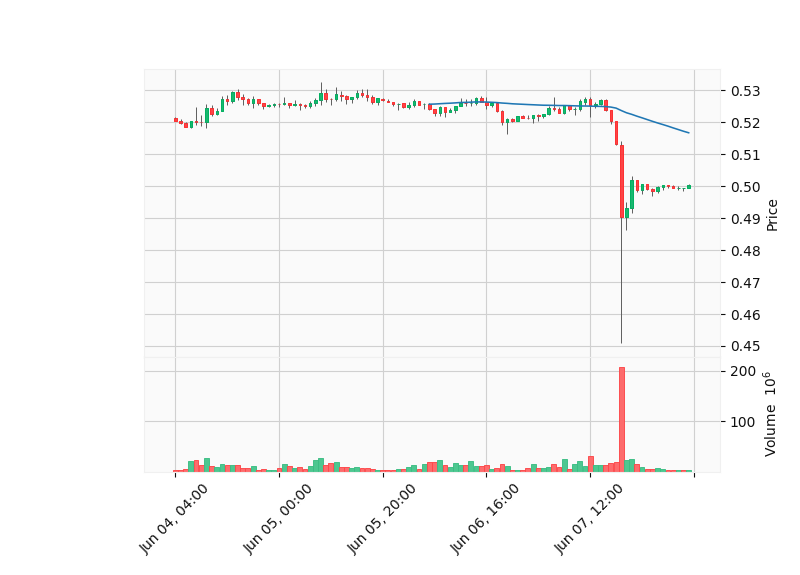 0.53
0.52
0.51
0.50
0.49
0.48
0.47
0.46
0.45
Price
200
100
Volume 10⁶
Jun 04, 04:00
Jun 05, 00:00
Jun 05, 20:00
Jun 06, 16:00
Jun 07, 12:00